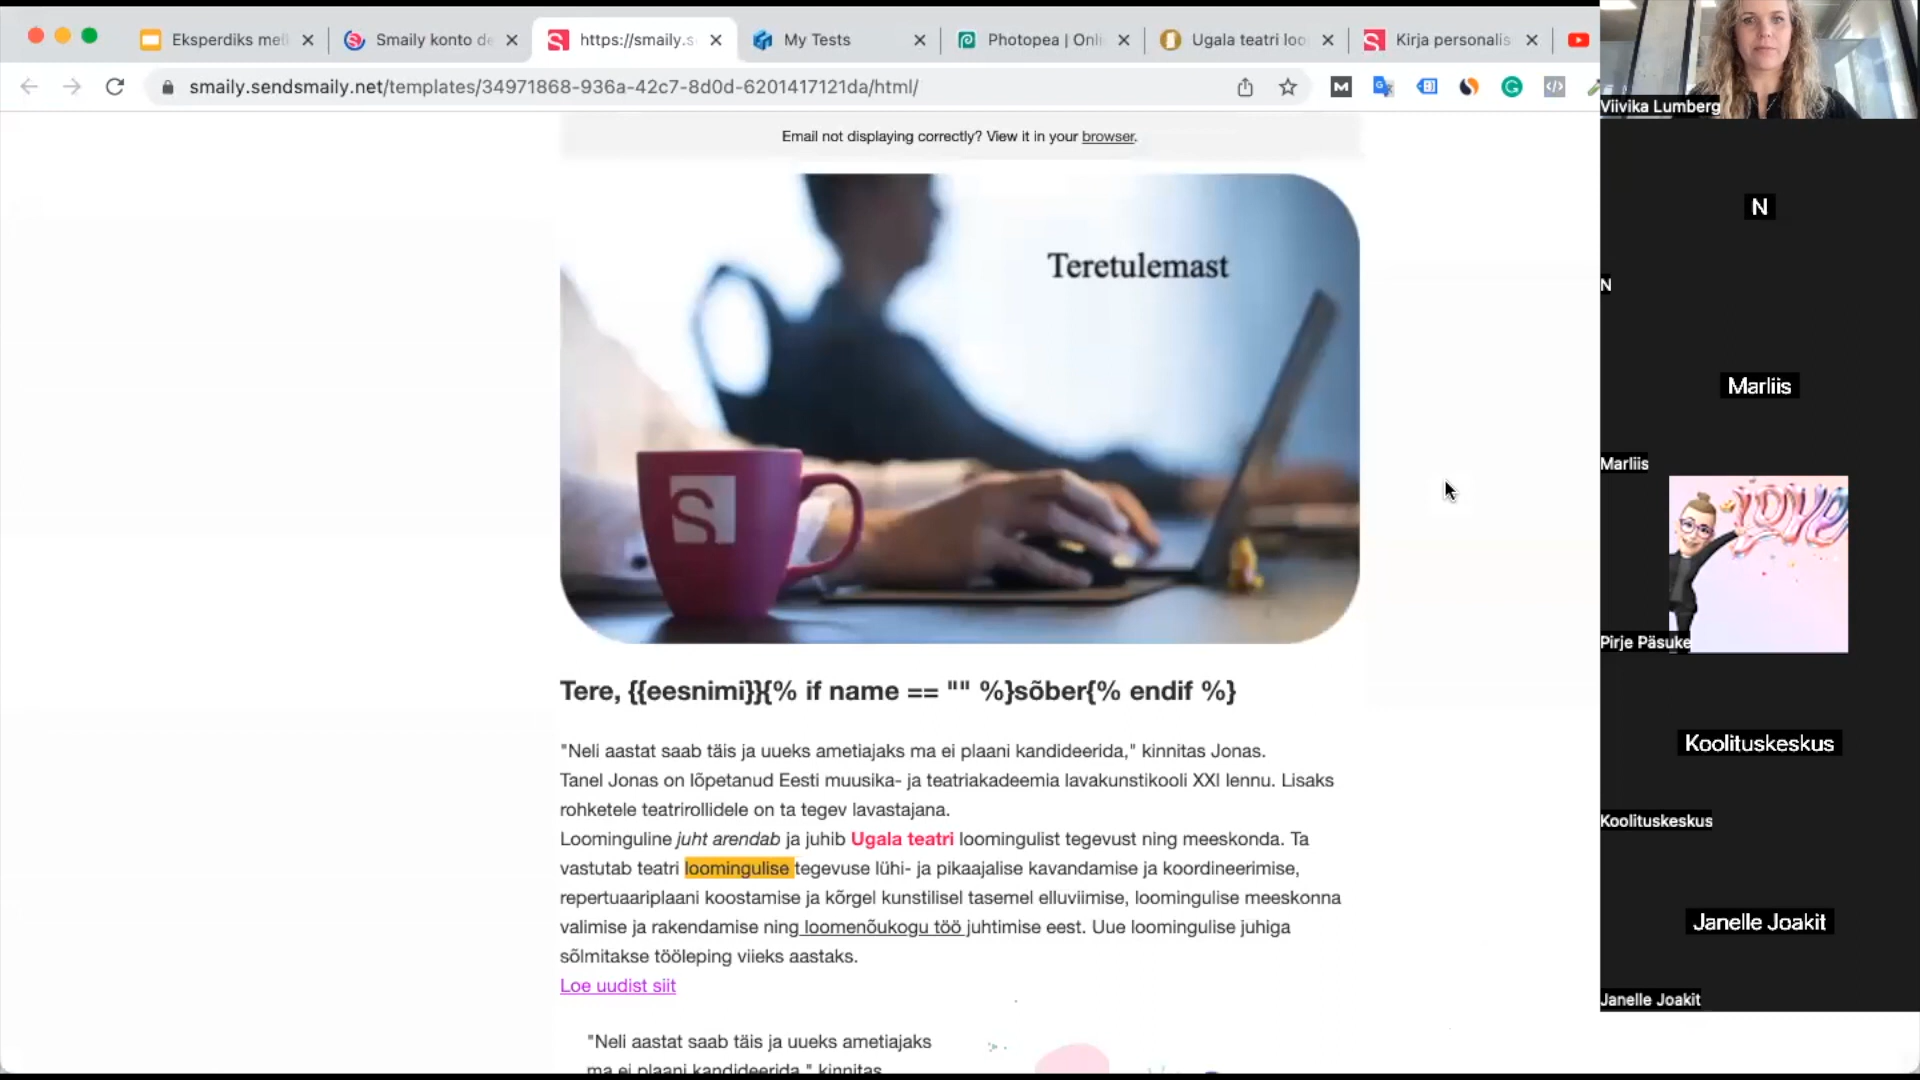 Eksperdiks mei
Smaily konto de
https://smaily.s
My Tests
Photopea | Onli
Ugala teatri loo
Kirja personalis
smaily.sendsmaily.net/templates/34971868-936a-42c7-8d0d-6201417121da/html/
Email not displaying correctly? View it in your browser.
Teretulemast
S
Tere, {{eesnimi}}{% if name == "" %}sõber{% endif %}
"Neli aastat saab täis ja uueks ametiajaks ma ei plaani kandideerida," kinnitas Jonas.
Tanel Jonas on lõpetanud Eesti muusika- ja teatriakadeemia lavakunstikooli XXI lennu. Lisaks
rohketele teatrirollidele on ta tegev lavastajana.
Loominguline juht arendab ja juhib Ugala teatri loomingulist tegevust ning meeskonda. Ta
vastutab teatri loomingulise tegevuse lühi- ja pikaajalise kavandamise ja koordineerimise,
repertuaariplaani koostamise ja kõrgel kunstilisel tasemel elluviimise, loomingulise meeskonna
valimise ja rakendamise ning loomenõukogu töö juhtimise eest. Uue loomingulise juhiga
sõlmitakse tööleping viieks aastaks.
Loe uudist siit
"Neli aastat saab täis ja uueks ametiajaks
ma ei plaani kandideerida," kinnitas
Viivika Lumberg
N
N
Marliis
Marliis
Pirje Päsuke
Koolituskeskus
Koolituskeskus
Janelle Joakit
Janelle Joakit